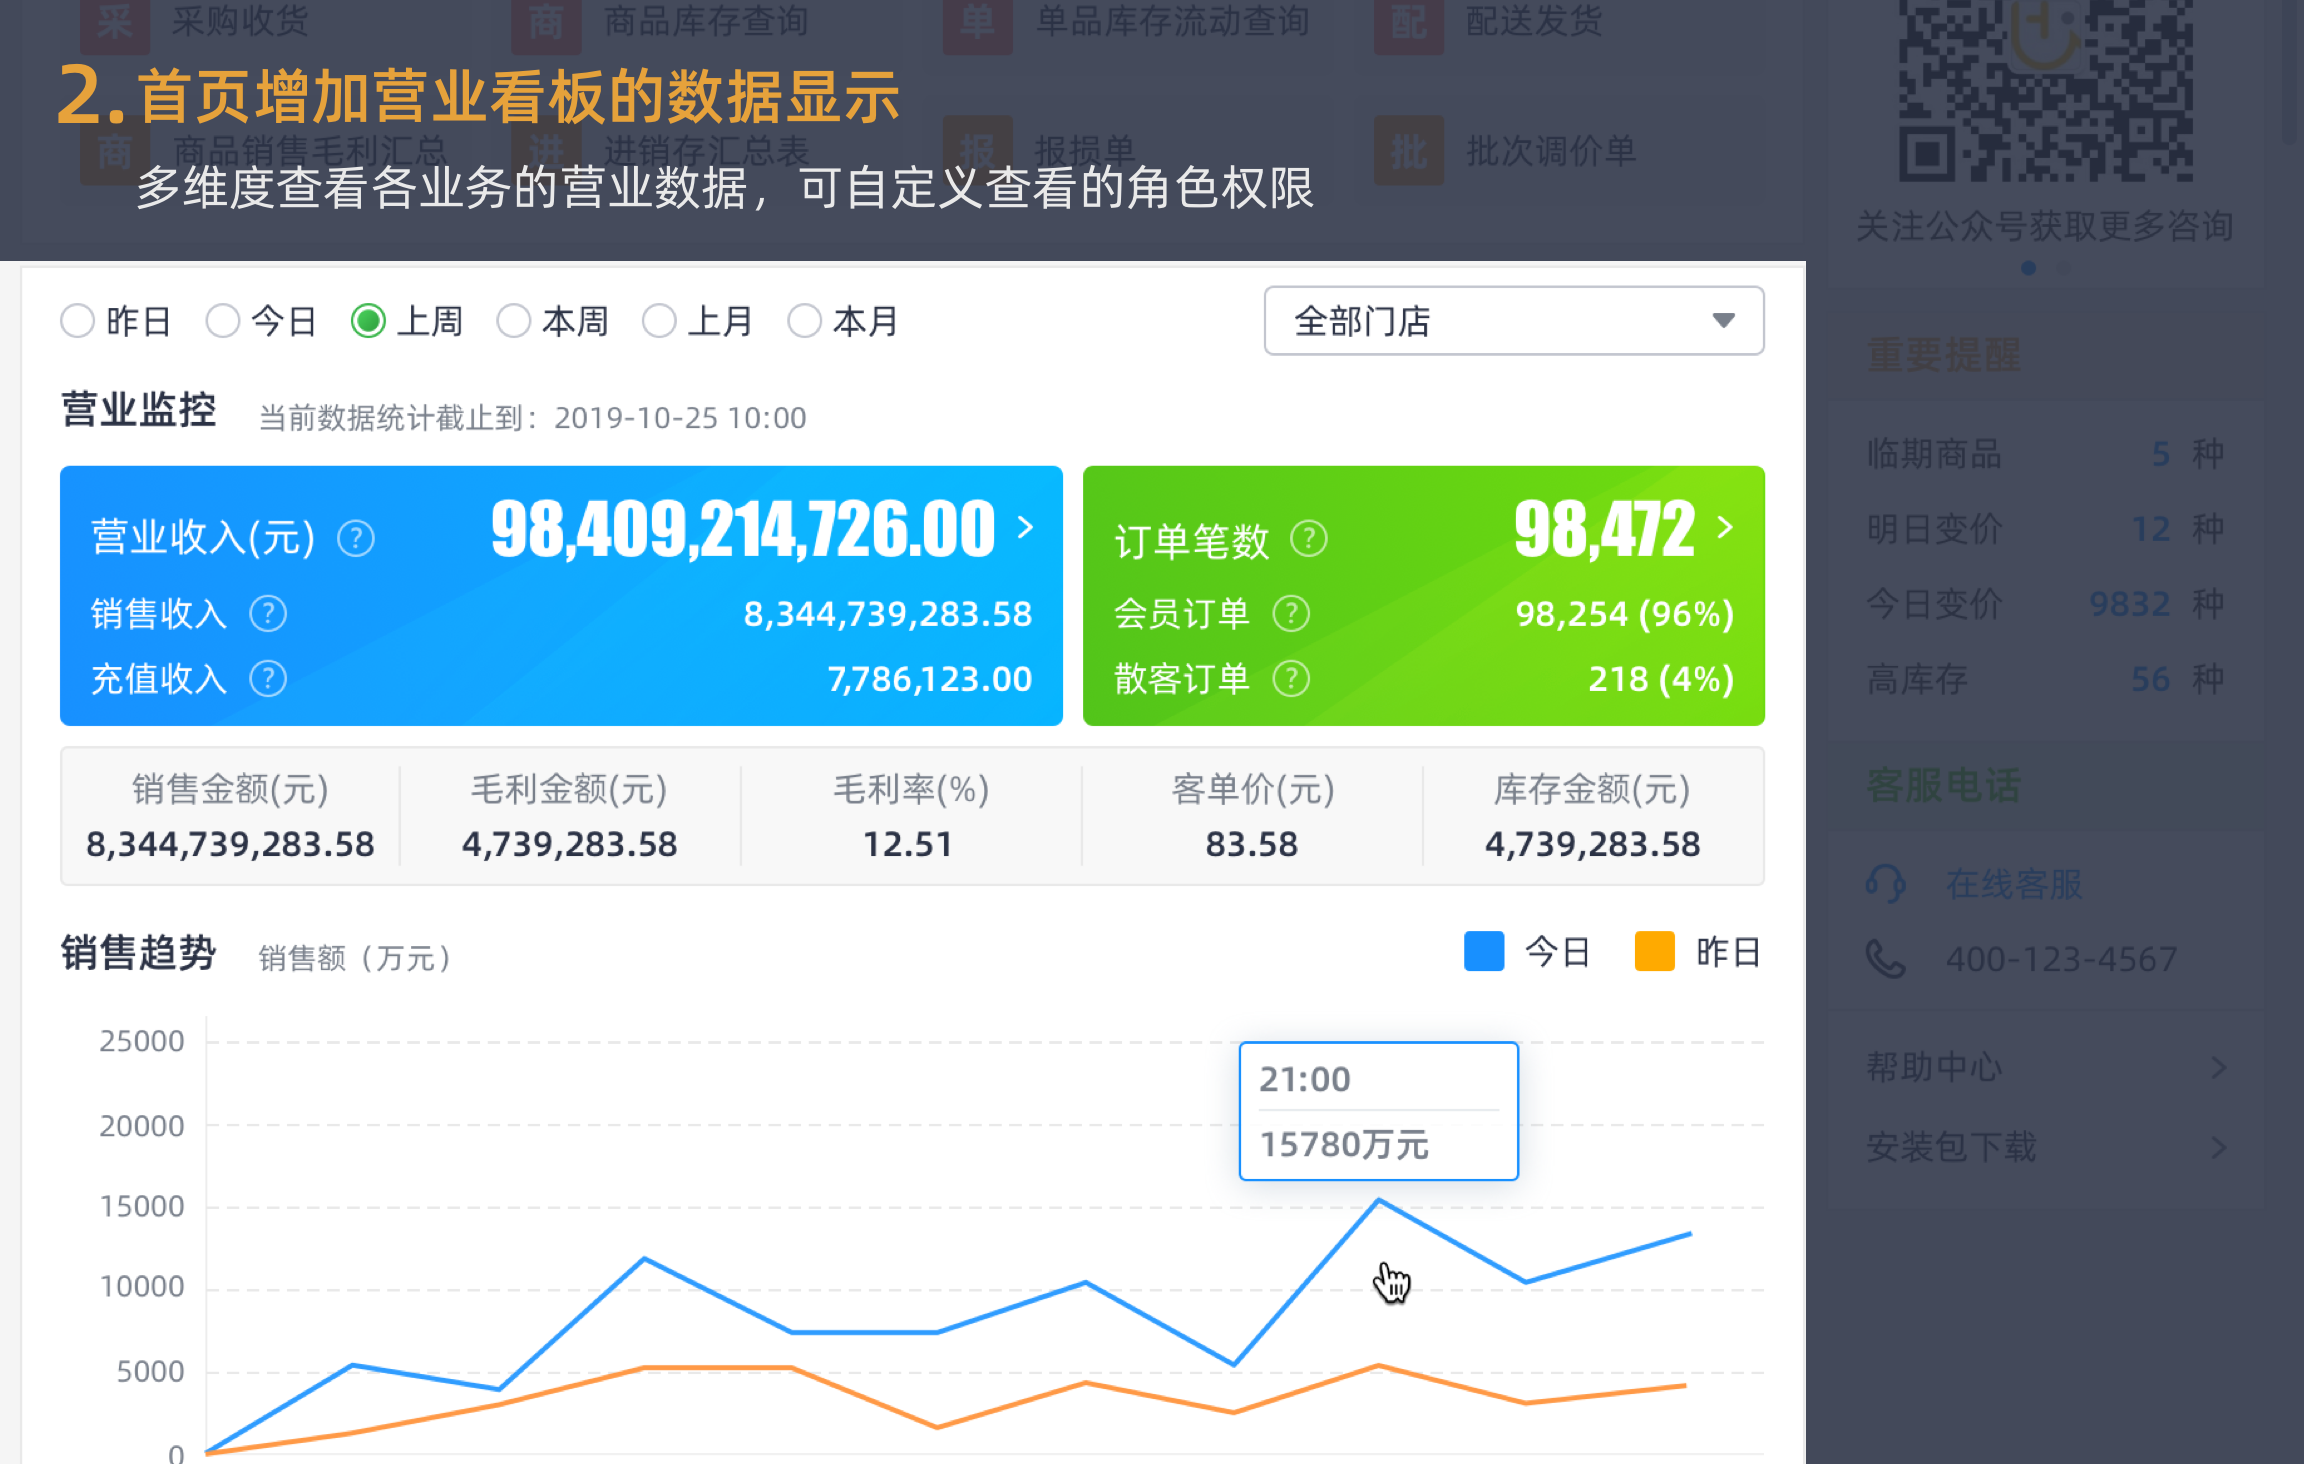 采 采购收货 商 商品库存查询 单 单品库存流动查询 配 配送发货
2.首页增加营业看板的数据显示
商 商品销售毛利汇总 进 进销存汇总表 报 报损单 批 批次调价单
多维度查看各业务的营业数据，可自定义查看的角色权限
关注公众号获取更多咨询
昨日 今日 上周 本周 上月 本月 全部门店
重要提醒
营业监控 当前数据统计截止到：2019-10-25 10:00
临期商品 5 种
明日变价 12 种
今日变价 9832 种
高库存 56 种
营业收入(元) ? 98,409,214,726.00 >
销售收入 ? 8,344,739,283.58
充值收入 ? 7,786,123.00
订单笔数 ? 98,472 >
会员订单 ? 98,254 (96%)
散客订单 ? 218 (4%)
销售金额(元) 毛利金额(元) 毛利率(%) 客单价(元) 库存金额(元)
8,344,739,283.58 4,739,283.58 12.51 83.58 4,739,283.58
客服电话
在线客服
400-123-4567
帮助中心 >
安装包下载 >
销售趋势 销售额（万元） 今日 昨日
25000
20000
15000
10000
5000
0
21:00
15780万元